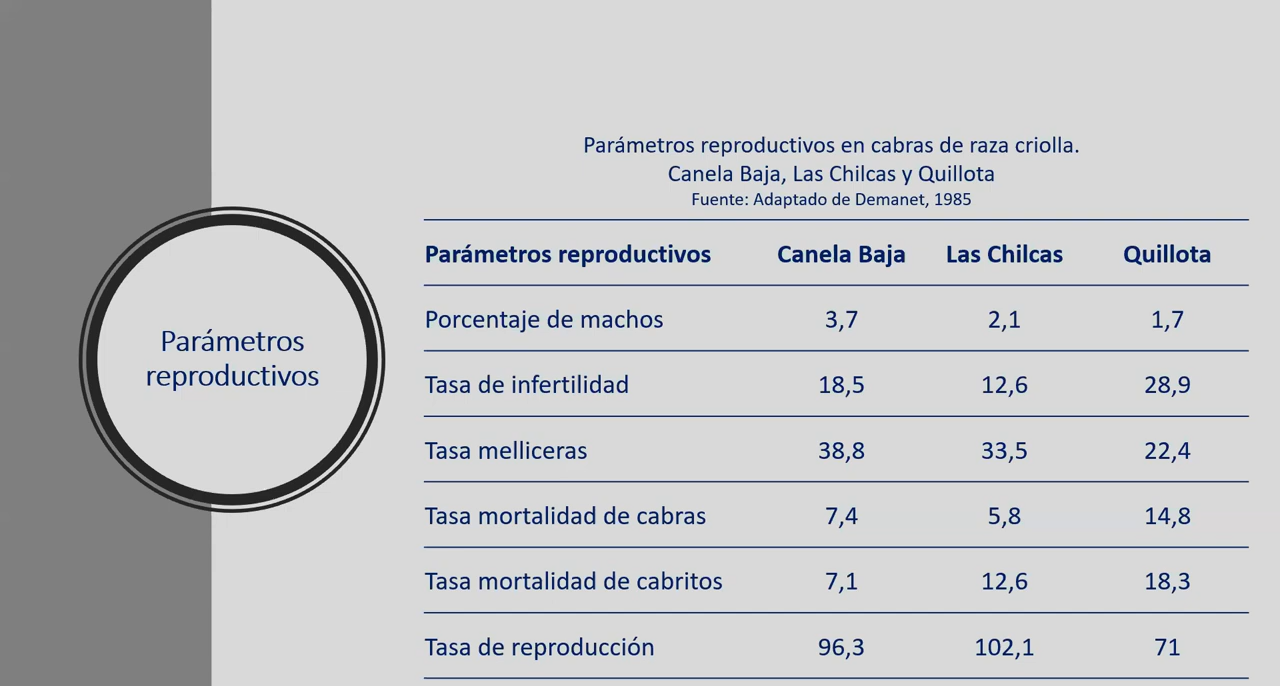 Parámetros
reproductivos
Parámetros reproductivos en cabras de raza criolla.
Canela Baja, Las Chilcas y Quillota
Fuente: Adaptado de Demanet, 1985
Parámetros reproductivos Canela Baja Las Chilcas Quillota
Porcentaje de machos 3,7 2,1 1,7
Tasa de infertilidad 18,5 12,6 28,9
Tasa melliceras 38,8 33,5 22,4
Tasa mortalidad de cabras 7,4 5,8 14,8
Tasa mortalidad de cabritos 7,1 12,6 18,3
Tasa de reproducción 96,3 102,1 71